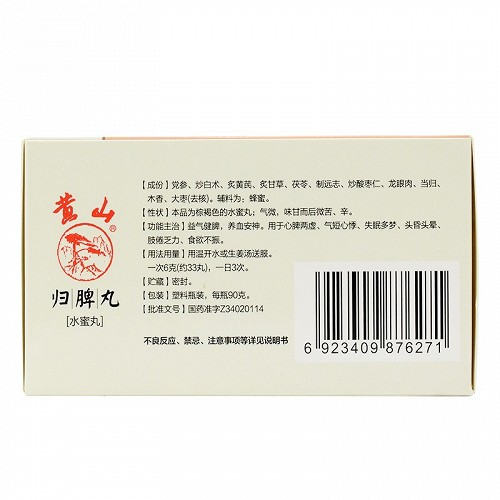 黄山®
归脾丸
[水蜜丸]
【成份】党参、炒白术、炙黄芪、炙甘草、茯苓、制远志、炒酸枣仁、龙眼肉、当归、
木香、大枣(去核)。辅料为：蜂蜜。
【性状】本品为棕褐色的水蜜丸；气微，味甘而后微苦、辛。
【功能主治】益气健脾，养血安神。用于心脾两虚、气短心悸、失眠多梦、头昏头晕、
肢倦乏力、食欲不振。
【用法用量】用温开水或生姜汤送服。
一次6克(约33丸)，一日3次。
【贮藏】密封。
【包装】塑料瓶装，每瓶90克。
【批准文号】国药准字Z34020114
不良反应、禁忌、注意事项等详见说明书
6 923409 876271